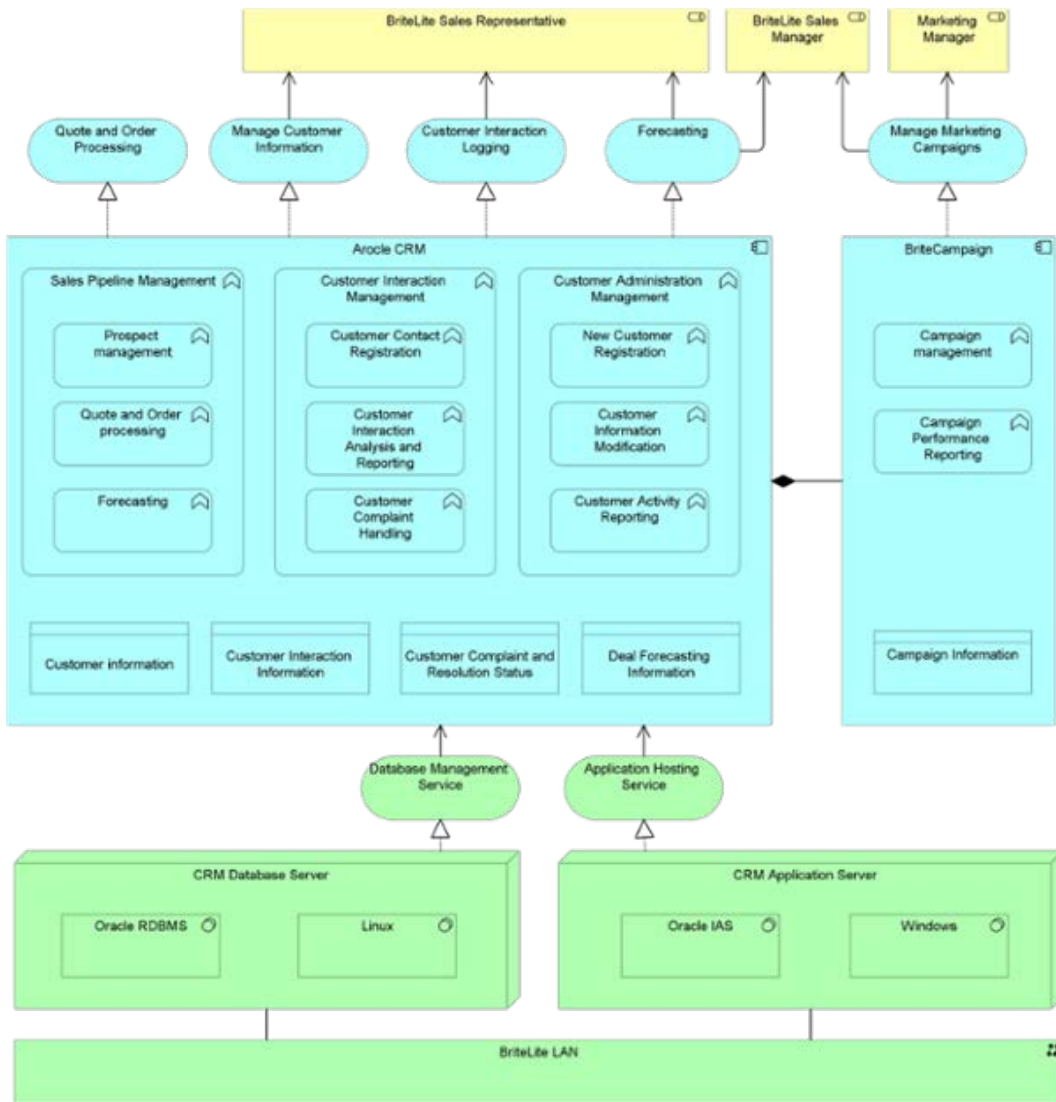 BriteLite Sales Representative
BriteLite Sales
Manager
Marketing
Manager
Quote and Order
Processing
Manage Customer
Information
Customer Interaction
Logging
Forecasting
Manage Marketing
Campaigns
Arocle CRM
Sales Pipeline Management
Prospect
management
Quote and Order
processing
Forecasting
Customer Interaction
Management
Customer Contact
Registration
Customer
Interaction
Analysis and
Reporting
Customer
Complaint
Handling
Customer Administration
Management
New Customer
Registration
Customer
Information
Modification
Customer Activity
Reporting
Customer information
Customer Interaction
Information
Customer Complaint and
Resolution Status
Deal Forecasting
Information
BriteCampaign
Campaign
management
Campaign
Performance
Reporting
Campaign Information
Database Management
Service
Application Hosting
Service
CRM Database Server
Oracle RDBMS
Linux
CRM Application Server
Oracle IAS
Windows
BriteLite LAN